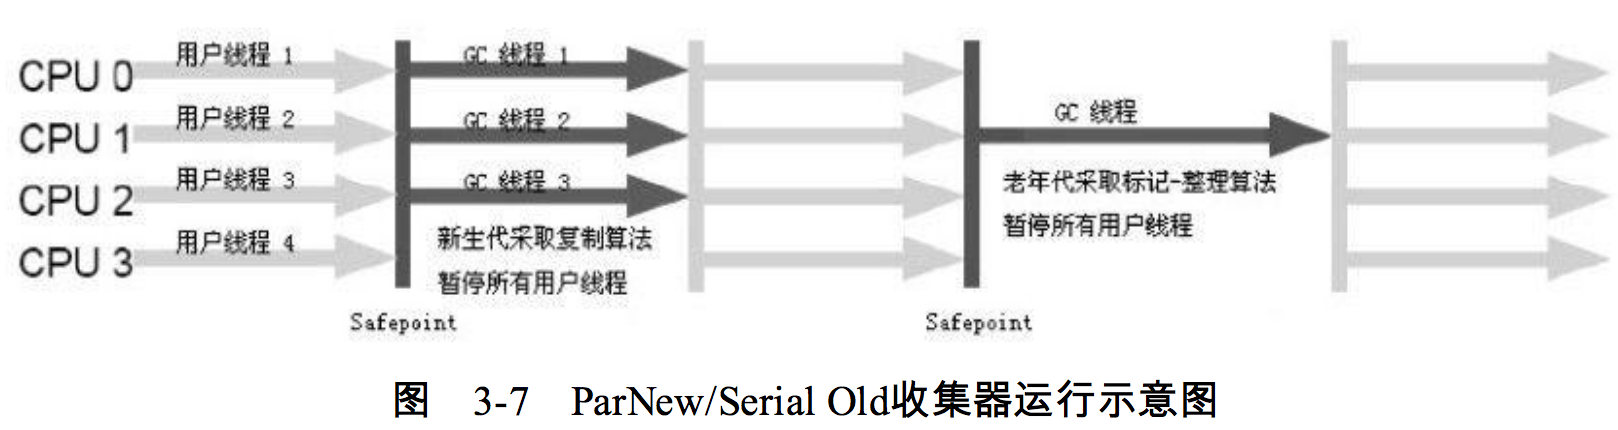 CPU 0
用户线程 1
GC 线程 1
CPU 1
用户线程 2
GC 线程 2
GC 线程
CPU 2
用户线程 3
GC 线程 3
老年代采取标记-整理算法
暂停所有用户线程
CPU 3
用户线程 4
新生代采取复制算法
暂停所有用户线程
Safepoint
Safepoint
图 3-7 ParNew/Serial Old收集器运行示意图